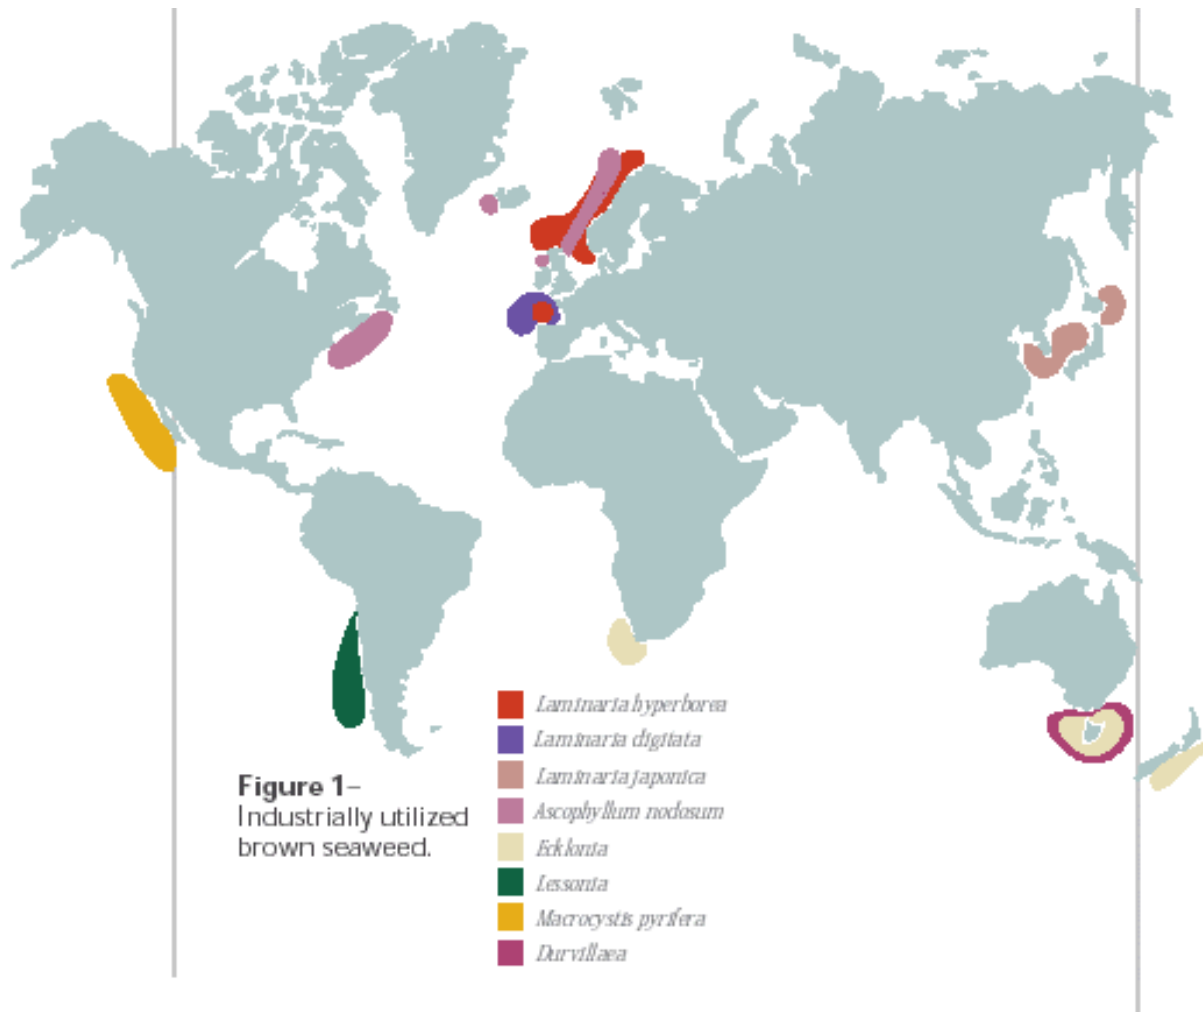 Laminaria hyperborea
Laminaria digitata
Laminaria japonica
Ascophyllum nodosum
Ecklonia
Lessonia
Macrocystis pyrifera
Durvillaea
Figure 1–
Industrially utilized
brown seaweed.